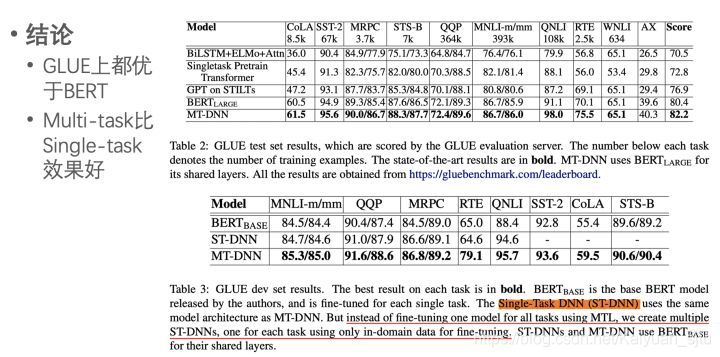 • 结论
• GLUE上都优
于BERT
• Multi-task比
Single-task
效果好
Model CoLA SST-2 MRPC STS-B QQP MNLI-m/mm QNLI RTE WNLI AX Score
8.5k 67k 3.7k 7k 364k 393k 108k 2.5k 634
BiLSTM+ELMo+Attn 36.0 90.4 84.9/77.9 75.1/73.3 64.8/84.7 76.4/76.1 79.9 56.8 65.1 26.5 70.5
Singletask Pretrain
Transformer 45.4 91.3 82.3/75.7 82.0/80.0 70.3/88.5 82.1/81.4 88.1 56.0 53.4 29.8 72.8
GPT on STILTs 47.2 93.1 87.7/83.7 85.3/84.8 70.1/88.1 80.8/80.6 87.2 69.1 65.1 29.4 76.9
BERTLARGE 60.5 94.9 89.3/85.4 87.6/86.5 72.1/89.3 86.7/85.9 91.1 70.1 65.1 39.6 80.4
MT-DNN 61.5 95.6 90.0/86.7 88.3/87.7 72.4/89.6 86.7/86.0 98.0 75.5 65.1 40.3 82.2
Table 2: GLUE test set results, which are scored by the GLUE evaluation server. The number below each task
denotes the number of training examples. The state-of-the-art results are in bold. MT-DNN uses BERTLARGE for
its shared layers. All the results are obtained from https://gluebenchmark.com/leaderboard.
Model MNLI-m/mm QQP MRPC RTE QNLI SST-2 CoLA STS-B
BERTBASE 84.5/84.4 90.4/87.4 84.5/89.0 65.0 88.4 92.8 55.4 89.6/89.2
ST-DNN 84.7/84.6 91.0/87.9 86.6/89.1 64.6 94.6 - - -
MT-DNN 85.3/85.0 91.6/88.6 86.8/89.2 79.1 95.7 93.6 59.5 90.6/90.4
Table 3: GLUE dev set results. The best result on each task is in bold. BERTBASE is the base BERT model
released by the authors, and is fine-tuned for each single task. The Single-Task DNN (ST-DNN) uses the same
model architecture as MT-DNN. But instead of fine-tuning one model for all tasks using MTL, we create multiple
ST-DNNs, one for each task using only in-domain data for fine-tuning. ST-DNNs and MT-DNN use BERTBASE
for their shared layers.
https://blog.csdn.net/Kaiyuan_sjtu